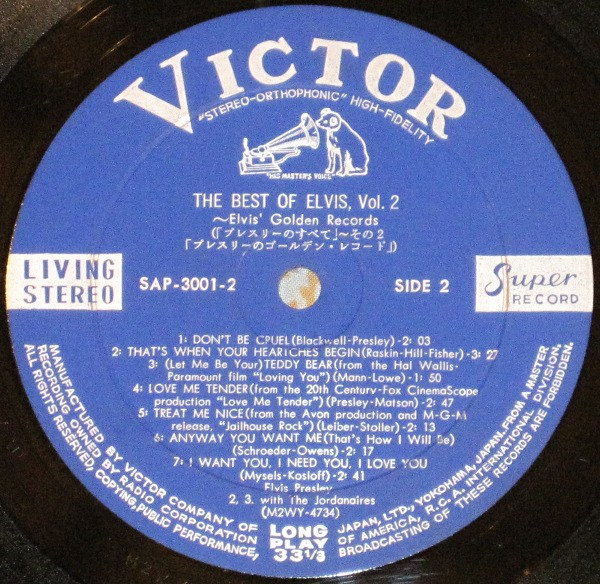 VICTOR
"STEREO-ORTHOPHONIC" HIGH-FIDELITY
"HIS MASTER'S VOICE"
THE BEST OF ELVIS, Vol. 2
～Elvis' Golden Records
(「プレスリーのすべて」～その2
「プレスリーのゴールデン・レコード」)
LIVING
STEREO
SAP-3001-2
SIDE 2
Super
RECORD
1: DON'T BE CPUEL(Blackwell-Presley)-2: 03
2: THAT'S WHEN YOUR HEARTCHES BEGIN(Raskin-Hill-Fisher)-3: 27
3: (Let Me Be Your)TEDDY BEAR(from the Hal Wallis-
Paramount film "Loving You") (Mann-Lowe)-1: 50
4: LOVE ME TENDER(from the 20th Century-Fox CinemaScope
production "Love Me Tender") (Presley-Matson)-2: 47
5: TREAT ME NICE(from the Avon production and M-G-M
release, "Jailhouse Rock") (Leiber-Stoller)-2: 13
6: ANYWAY YOU WANT ME(That's How I Will Be)
(Schroeder-Owens)-2: 17
7: I WANT YOU, I NEED YOU, I LOVE YOU
(Mysels-Kosloff)-2: 41
Elvis Presley
2, 3. with The Jordanaires
(M2WY-4734)
LONG
PLAY
33 1/3
MANUFACTURED BY VICTOR COMPANY OF JAPAN, LTD., YOKOHAMA, JAPAN, FROM A MASTER
RECORDING OWNED BY RADIO CORPORATION OF AMERICA, R.C.A. INTERNATIONAL DIVISION.
ALL RIGHTS RESERVED, COPYING, PUBLIC PERFORMANCE, BROADCASTING OF THESE RECORDS ARE FORBIDDEN.